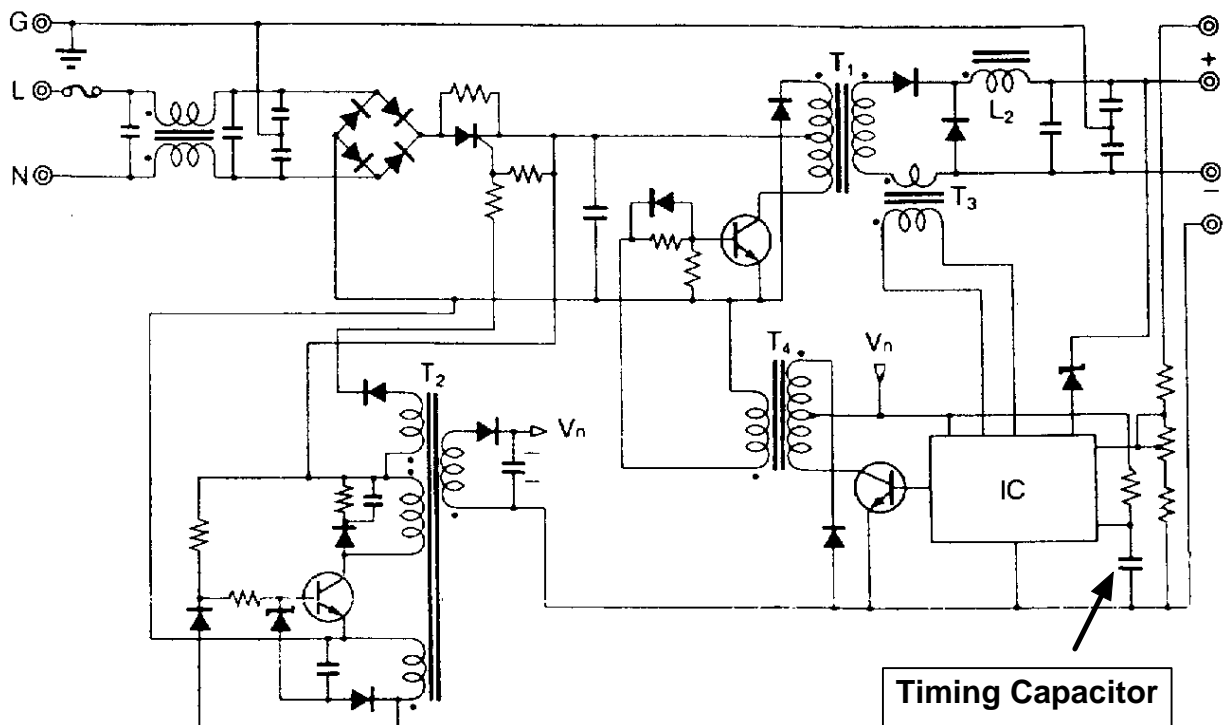 G
L
N
T₁
L₂
+
T₃
−
T₂
Vn
T₄
Vn
IC
Timing Capacitor